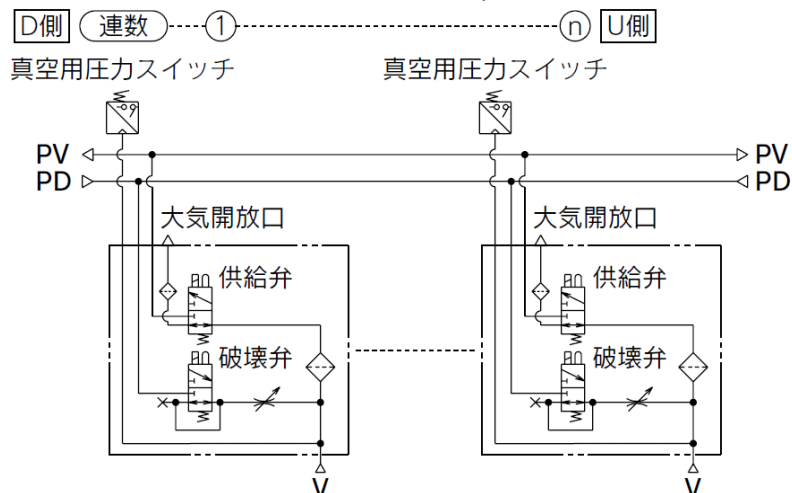 D側 連数 1 n U側
真空用圧力スイッチ 真空用圧力スイッチ
PV PV
PD PD
大気開放口 大気開放口
供給弁 供給弁
破壊弁 破壊弁
V V